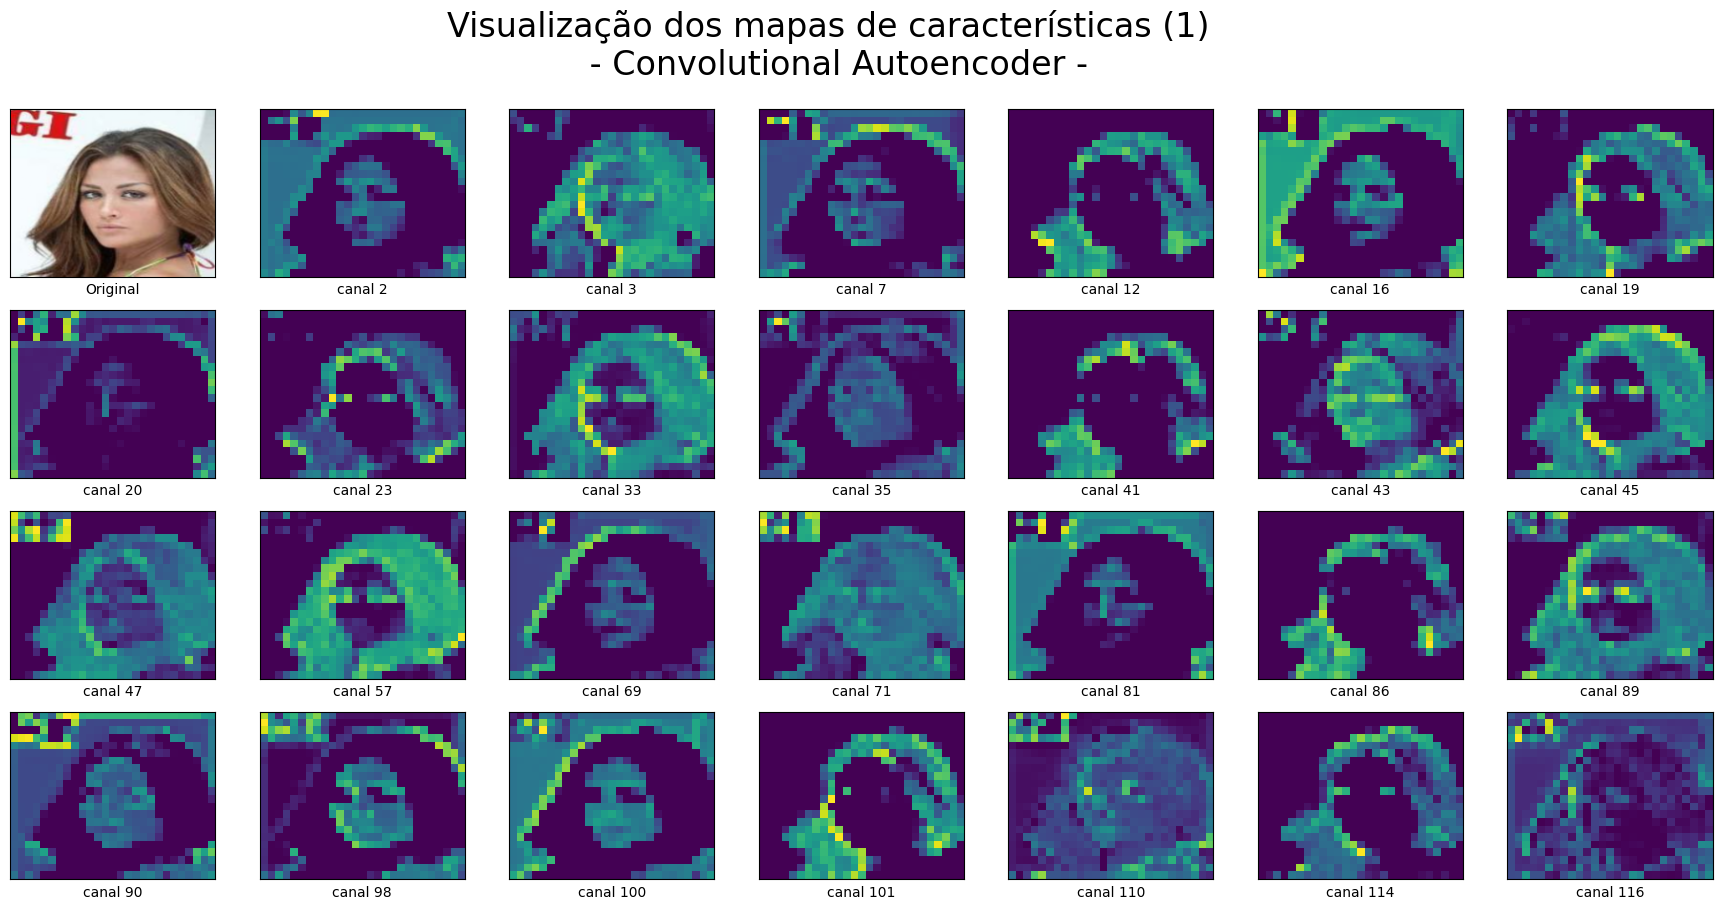 Visualização dos mapas de características (1)
- Convolutional Autoencoder -
GI
Original
canal 2
canal 3
canal 7
canal 12
canal 16
canal 19
canal 20
canal 23
canal 33
canal 35
canal 41
canal 43
canal 45
canal 47
canal 57
canal 69
canal 71
canal 81
canal 86
canal 89
canal 90
canal 98
canal 100
canal 101
canal 110
canal 114
canal 116